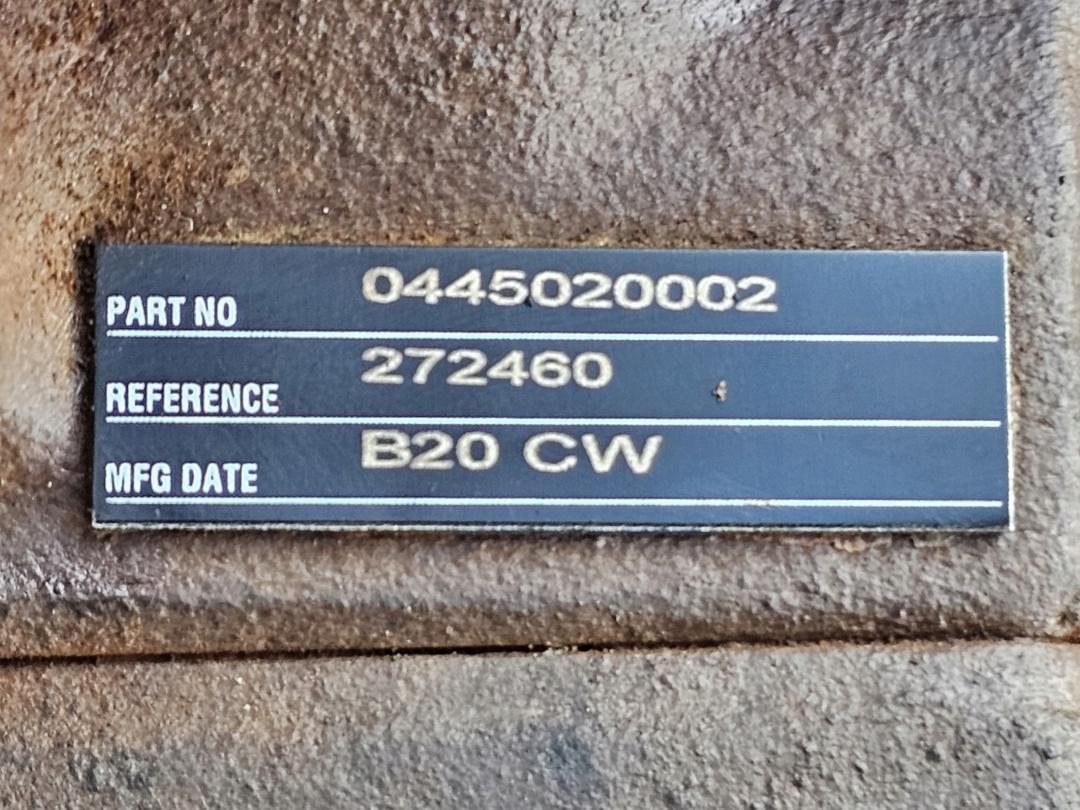 PART NO 0445020002
REFERENCE 272460
MFG DATE B20 CW